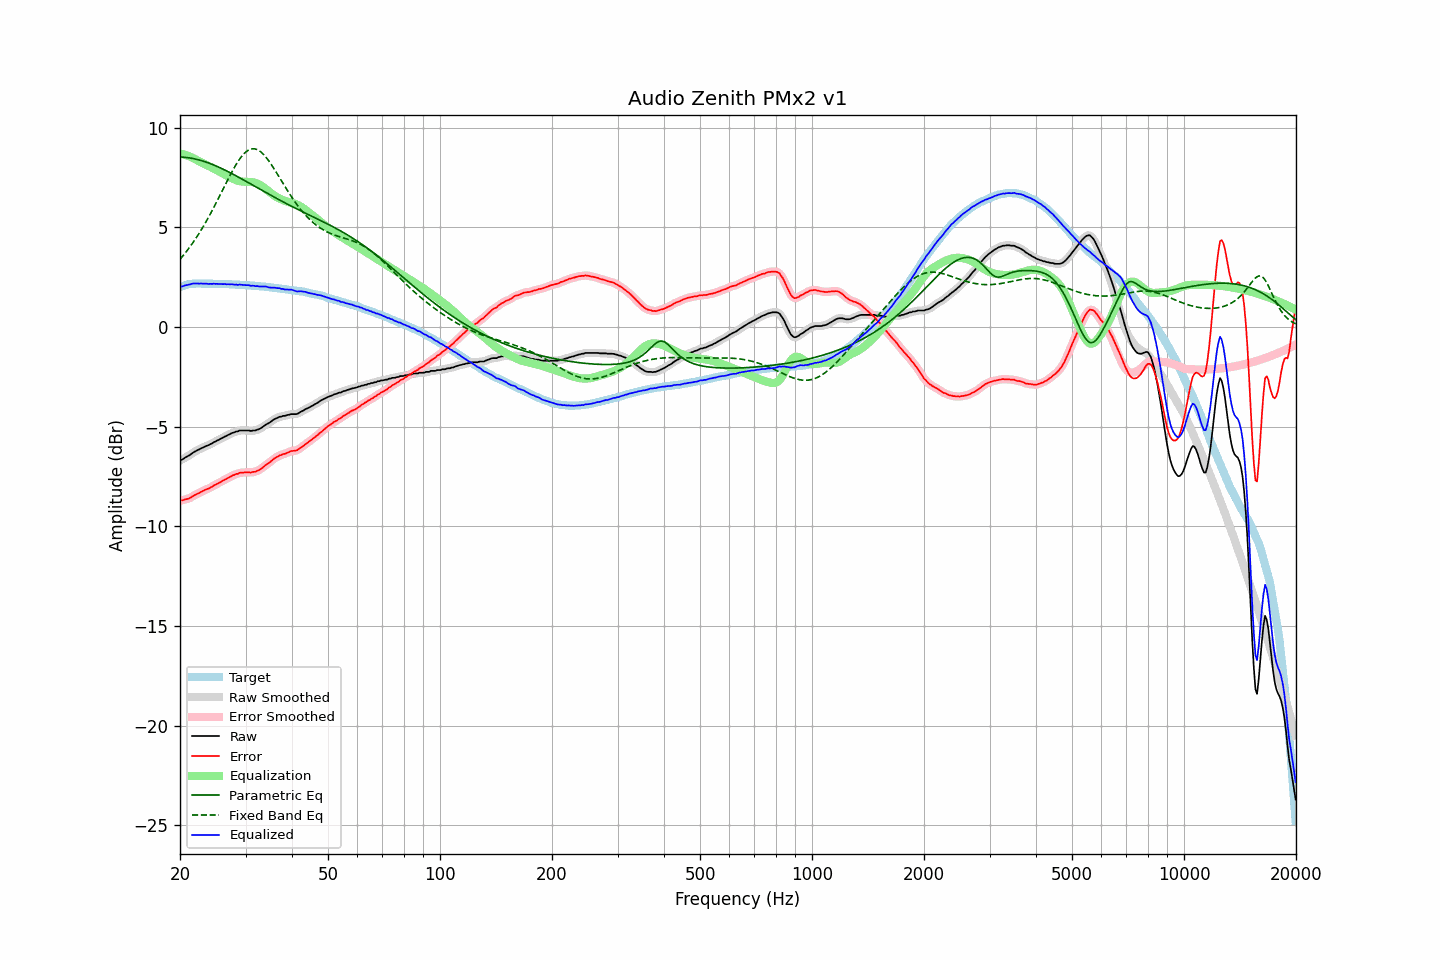 Audio Zenith PMx2 v1
Amplitude (dBr)
10
5
0
−5
−10
−15
−20
−25
Target
Raw Smoothed
Error Smoothed
Raw
Error
Equalization
Parametric Eq
Fixed Band Eq
Equalized
20
50
100
200
500
1000
2000
5000
10000
20000
Frequency (Hz)